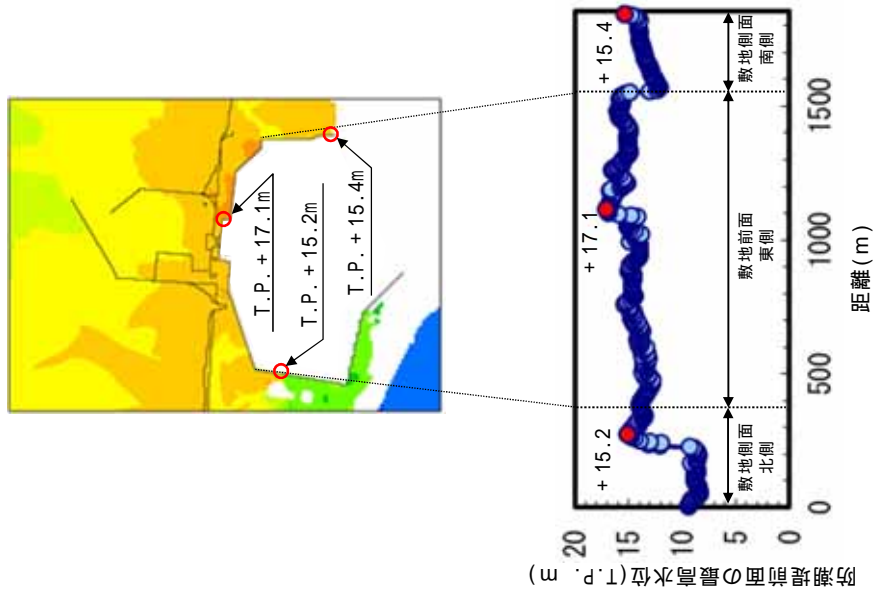 T.P.+17.1m
T.P.+15.2m
T.P.+15.4m
防潮堤前面の最高水位(T.P. m)
20
15
10
5
0
+15.2
+17.1
+15.4
敷地側面
北側
敷地前面
東側
敷地側面
南側
0
500
1000
1500
距離(m)